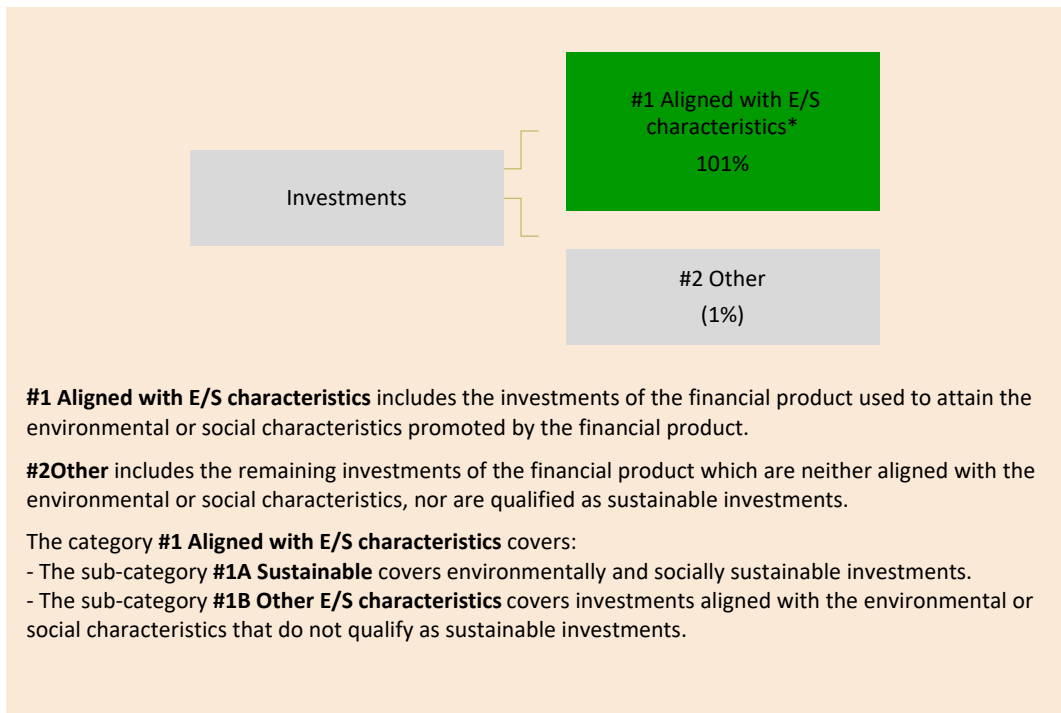 #1 Aligned with E/S
characteristics*
101%
Investments
#2 Other
(1%)
#1 Aligned with E/S characteristics includes the investments of the financial product used to attain the
environmental or social characteristics promoted by the financial product.
#2Other includes the remaining investments of the financial product which are neither aligned with the
environmental or social characteristics, nor are qualified as sustainable investments.
The category #1 Aligned with E/S characteristics covers:
- The sub-category #1A Sustainable covers environmentally and socially sustainable investments.
- The sub-category #1B Other E/S characteristics covers investments aligned with the environmental or
social characteristics that do not qualify as sustainable investments.